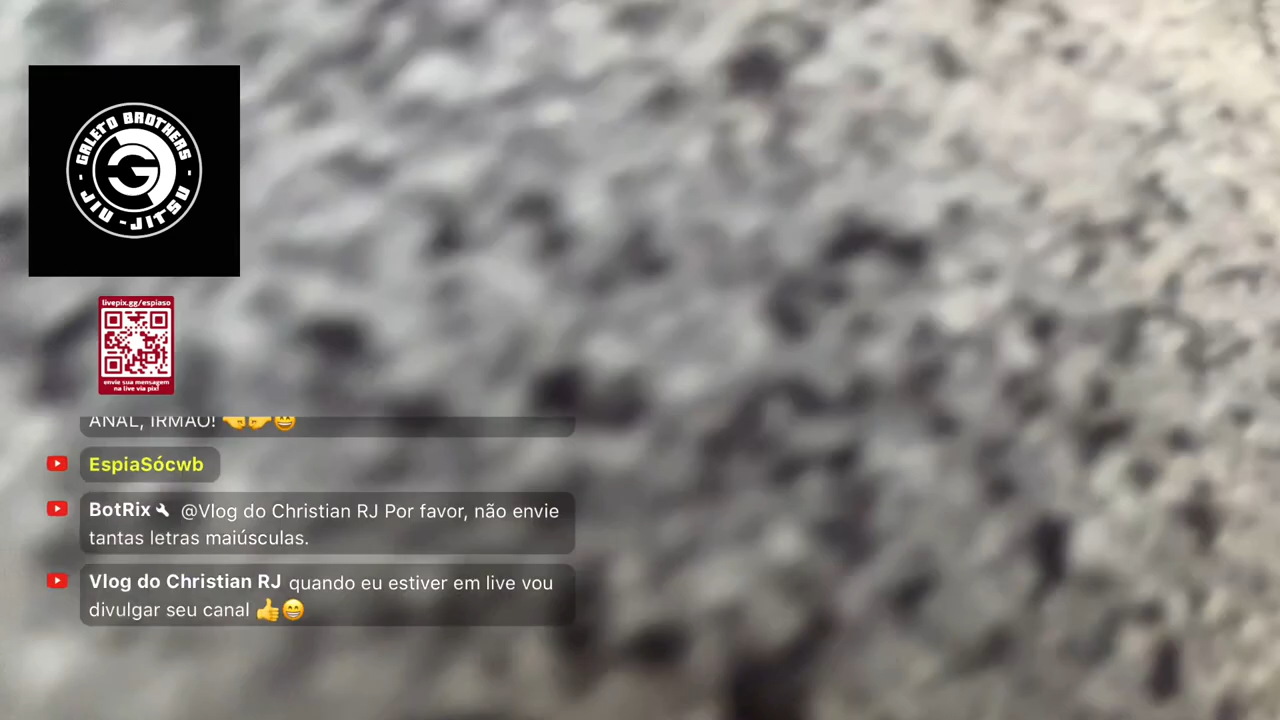 GALETO BROTHERS
G
- JIU-JITSU -
livepix.gg/espiaso
envie sua mensagem
na live via pix!
ANAL, IRMÃO! 🤜🤛😁
EspiaSócwb
BotRix🔧 @Vlog do Christian RJ Por favor, não envie
tantas letras maiúsculas.
Vlog do Christian RJ quando eu estiver em live vou
divulgar seu canal 👍😁